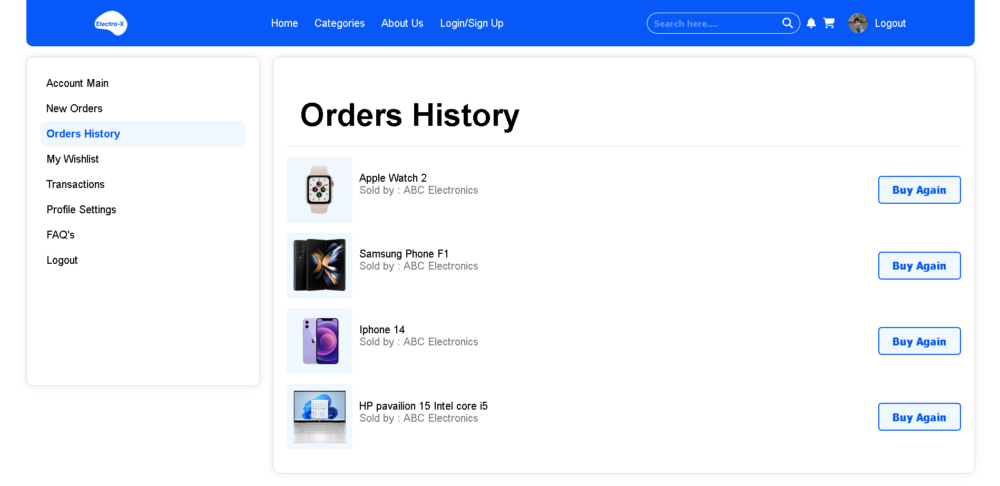 Electro-X
Home Categories About Us Login/Sign Up
Search here....
Logout
Account Main
New Orders
Orders History
My Wishlist
Transactions
Profile Settings
FAQ's
Logout
Orders History
Apple Watch 2
Sold by : ABC Electronics
Buy Again
Samsung Phone F1
Sold by : ABC Electronics
Buy Again
Iphone 14
Sold by : ABC Electronics
Buy Again
HP pavailion 15 Intel core i5
Sold by : ABC Electronics
Buy Again